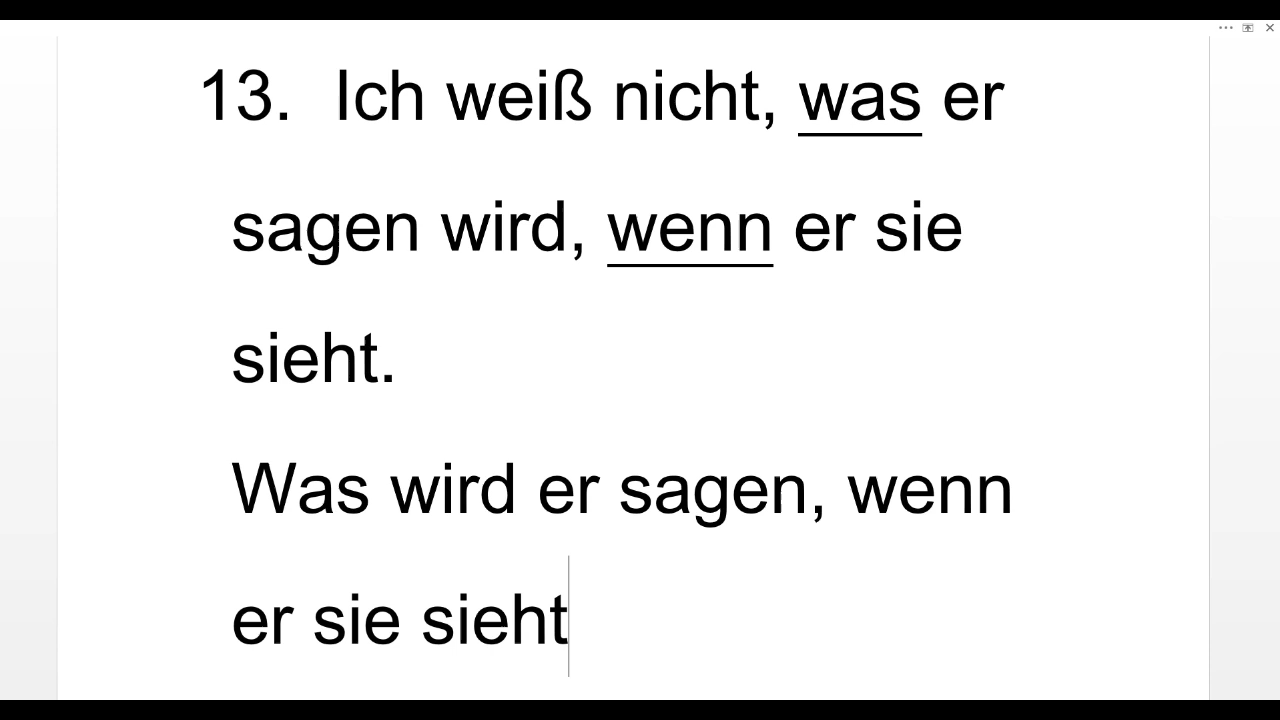 13. Ich weiß nicht, was er
sagen wird, wenn er sie
sieht.
Was wird er sagen, wenn
er sie sieht